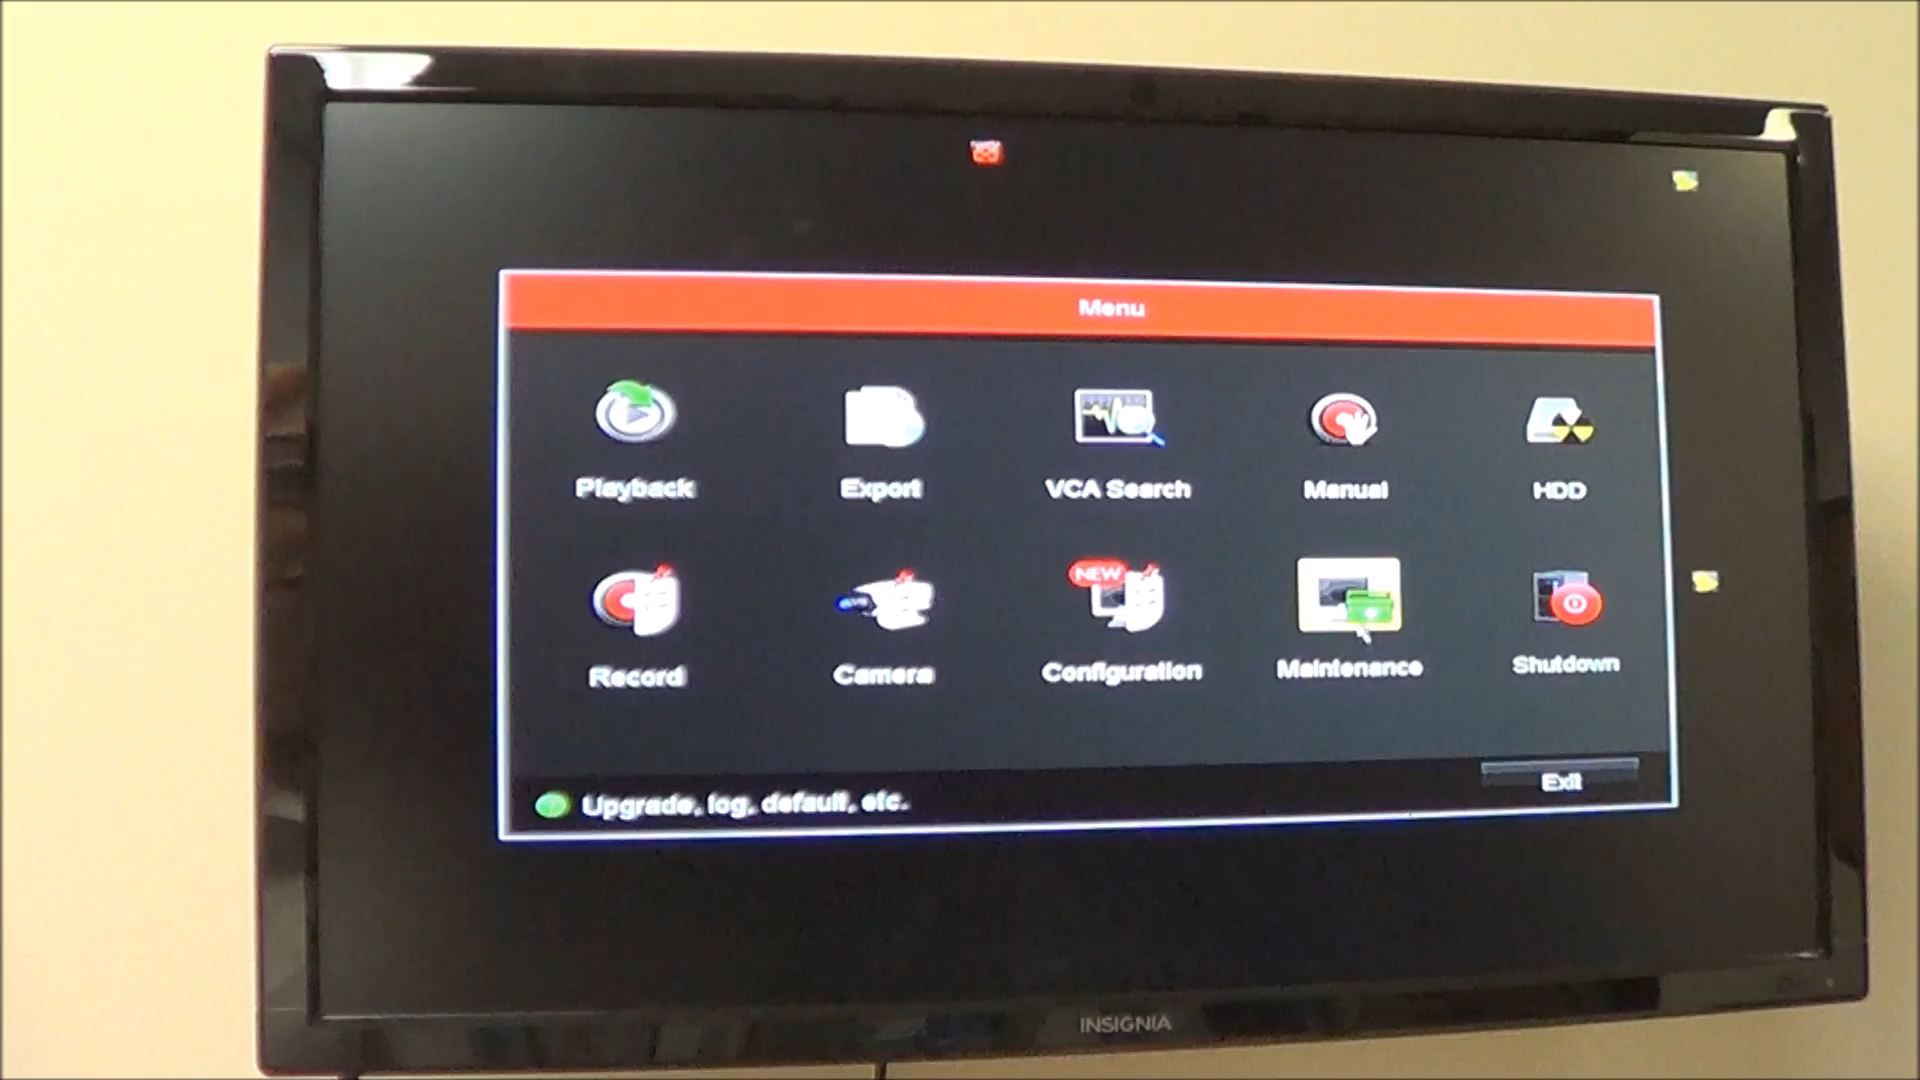 Menu
Playback Export VCA Search Manual HDD
NEW
Record Camera Configuration Maintenance Shutdown
Upgrade, log, default, etc. Exit
INSIGNIA